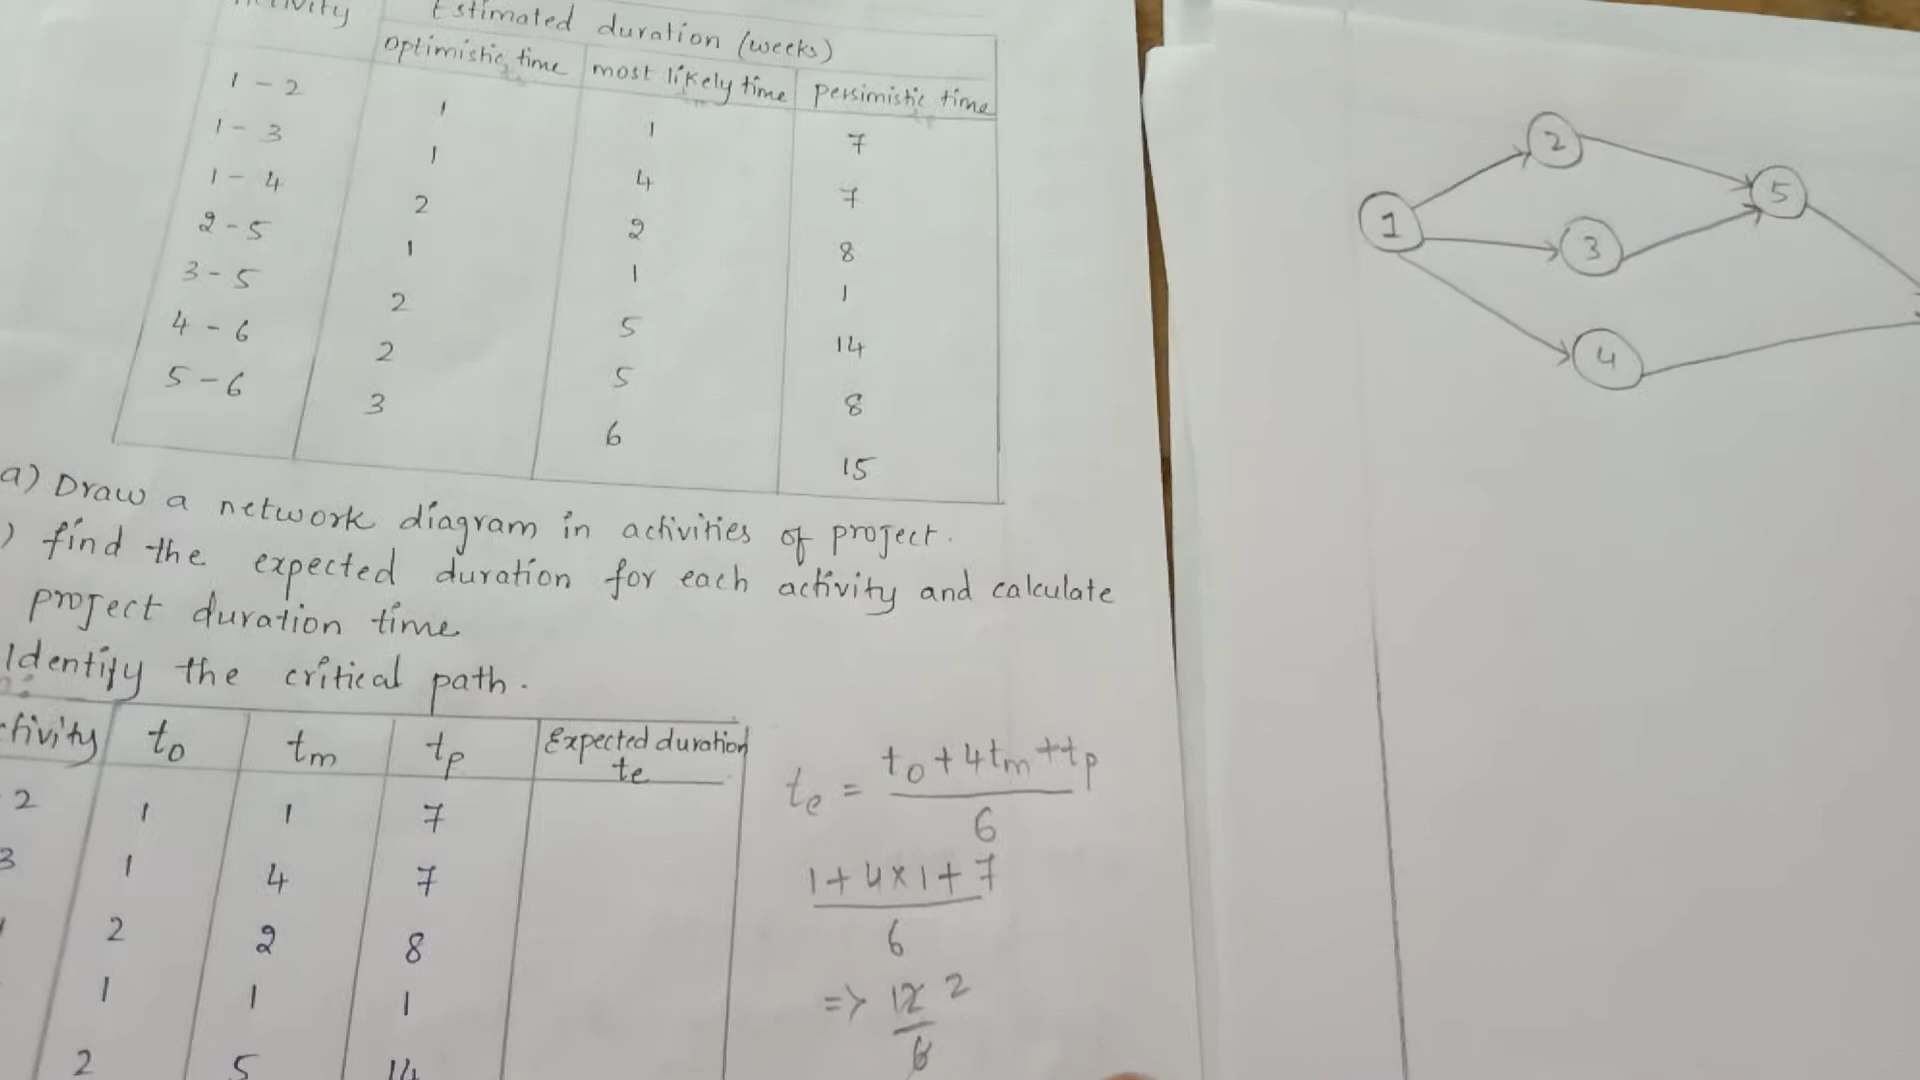 Estimated duration (weeks)
optimistic time most likely time persimistic time
1 - 2 1 1 7
1 - 3 1 4 7
1 - 4 2 2 8
2 - 5 1 1 1
3 - 5 2 5 14
4 - 6 2 5 8
5 - 6 3 6 15
a) Draw a network diagram in activities of project.
) find the expected duration for each activity and calculate
project duration time
Identify the critical path.
to tm tp Expected duration
te
2 1 1 7
3 1 4 7
2 2 8
1 1 1
2 5 14
te = to + 4tm + tp
6
1 + 4 x 1 + 7
6
=> 12 2
6
1
2
3
4
5